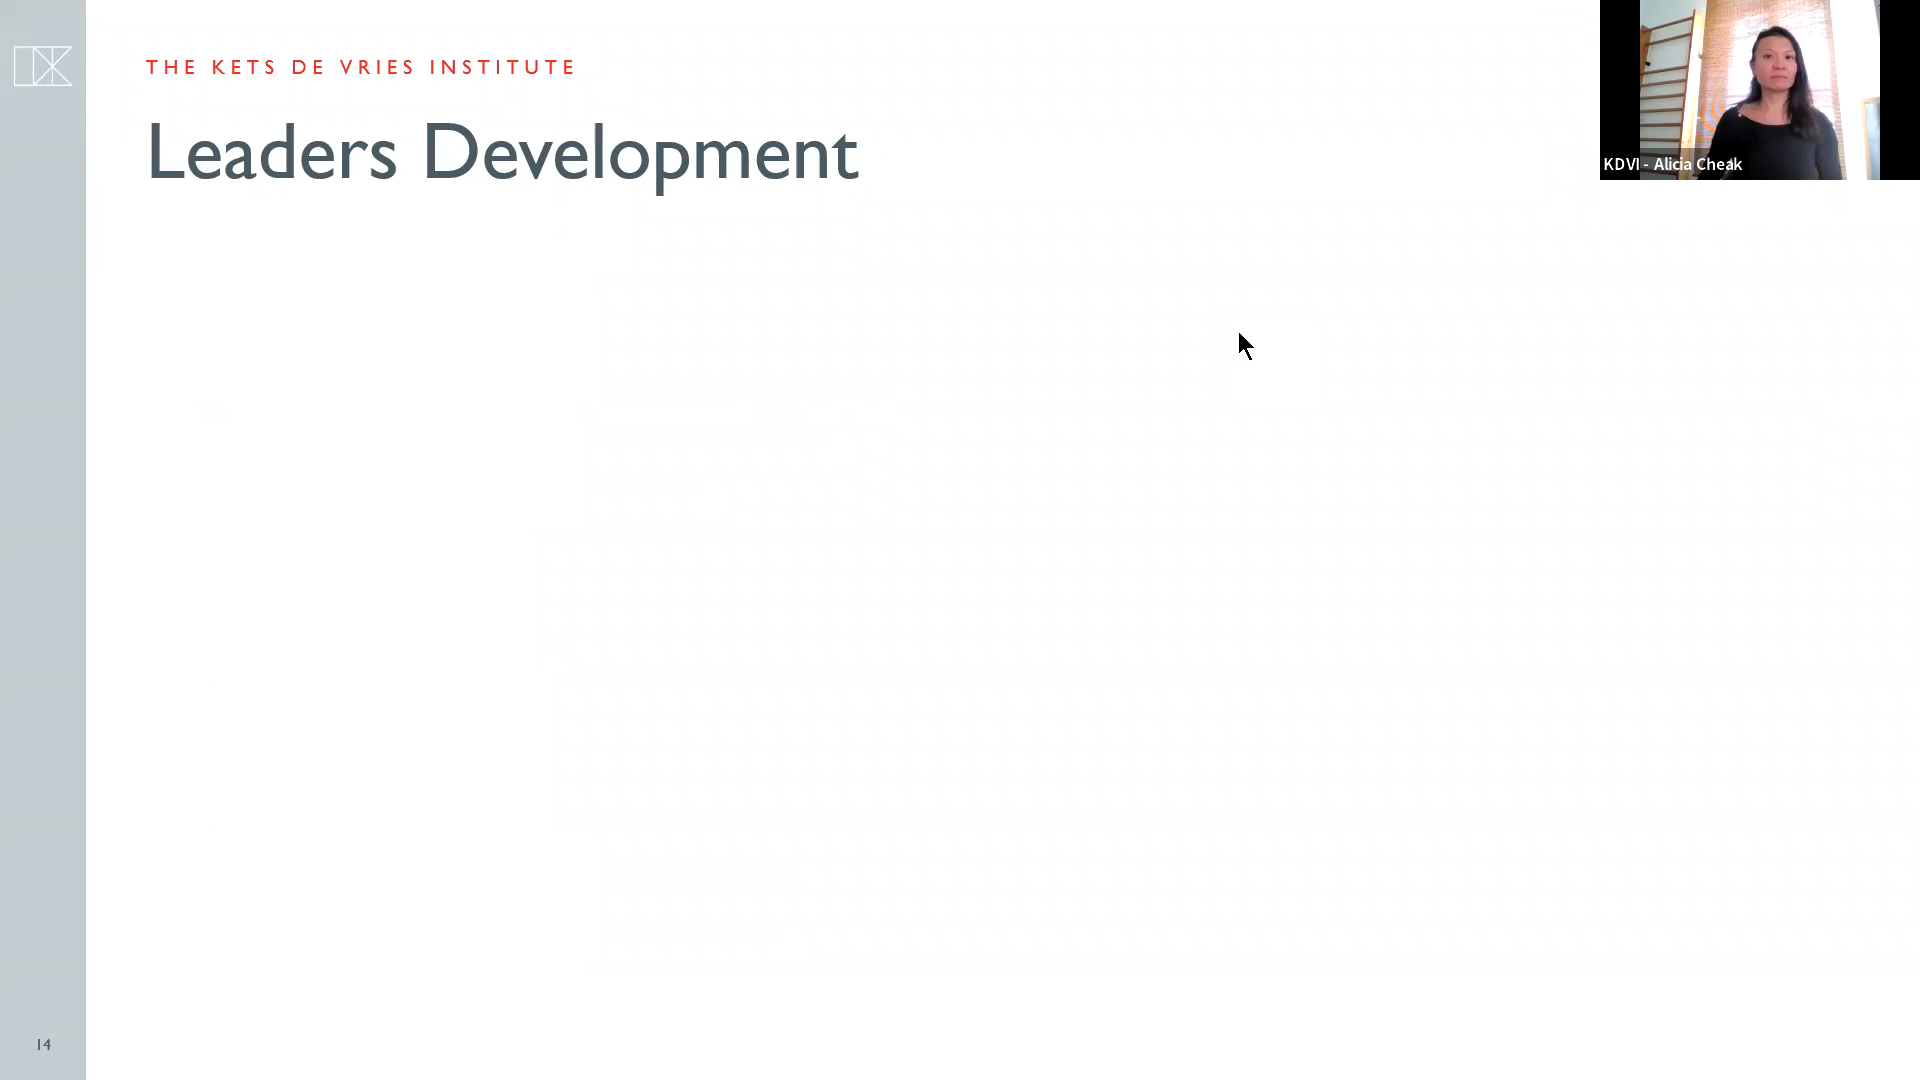 THE KETS DE VRIES INSTITUTE
Leaders Development
KDVI - Alicia Cheak
14